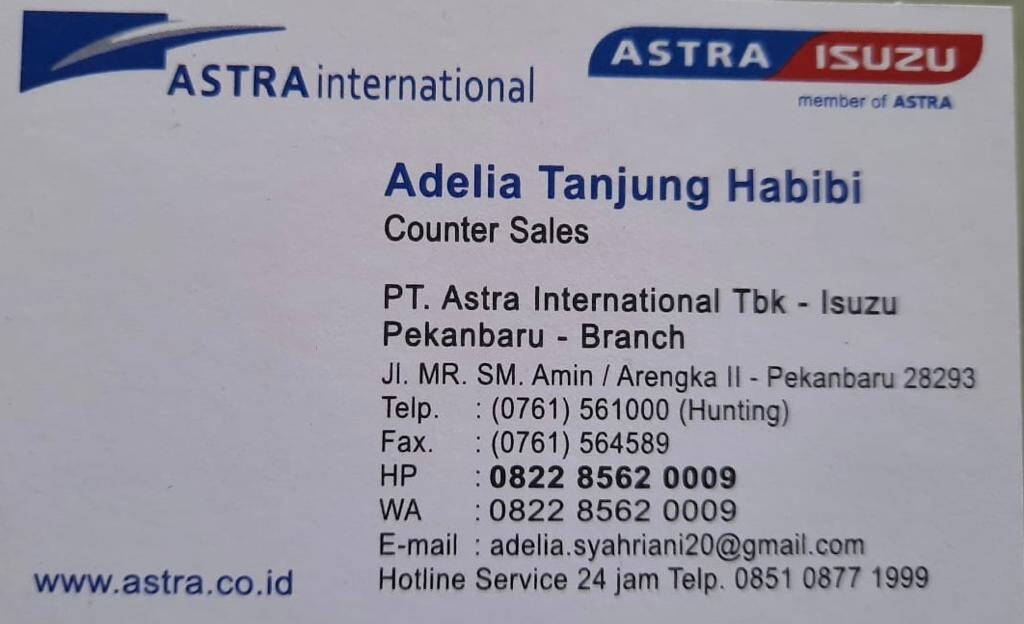 ASTRA international
ASTRA ISUZU
member of ASTRA
Adelia Tanjung Habibi
Counter Sales
PT. Astra International Tbk - Isuzu
Pekanbaru - Branch
Jl. MR. SM. Amin / Arengka II - Pekanbaru 28293
Telp. : (0761) 561000 (Hunting)
Fax. : (0761) 564589
HP : 0822 8562 0009
WA : 0822 8562 0009
E-mail : adelia.syahriani20@gmail.com
Hotline Service 24 jam Telp. 0851 0877 1999
www.astra.co.id